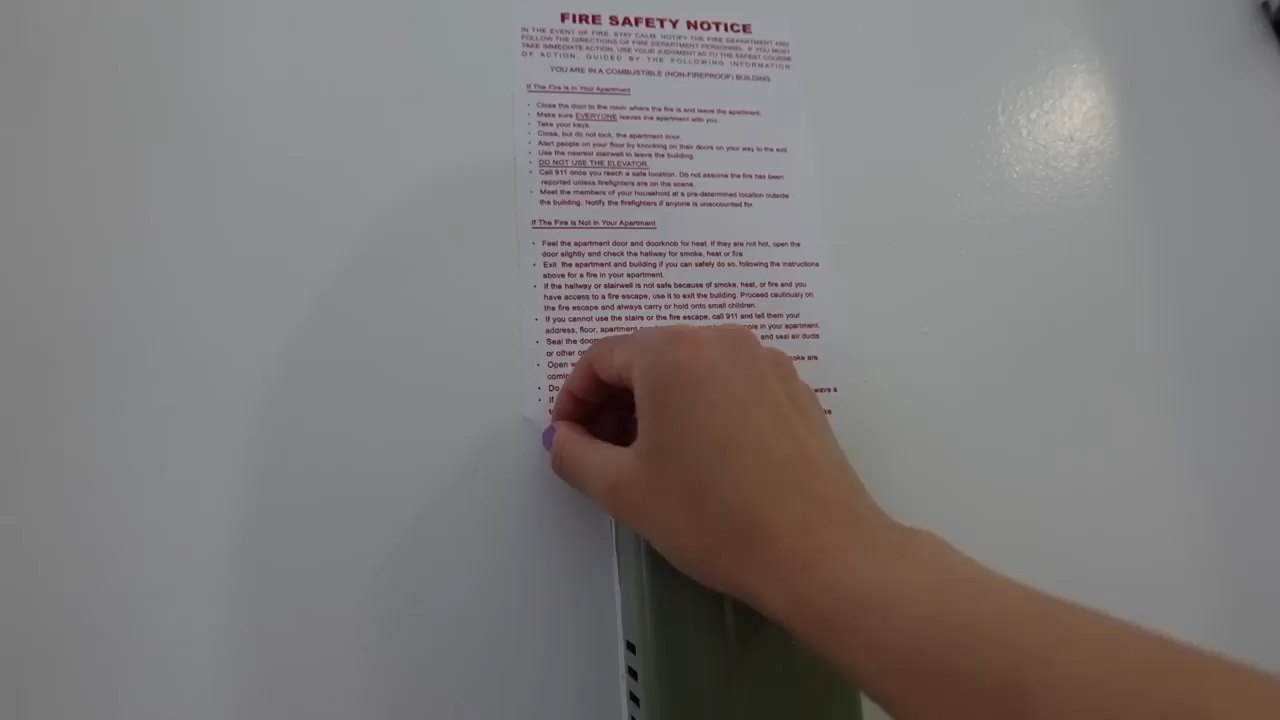 FIRE SAFETY NOTICE
IN THE EVENT OF FIRE, STAY CALM. NOTIFY THE FIRE DEPARTMENT AND
FOLLOW THE DIRECTIONS OF FIRE DEPARTMENT PERSONNEL. IF YOU MUST
TAKE IMMEDIATE ACTION, USE YOUR JUDGMENT AS TO THE SAFEST COURSE
OF ACTION, GUIDED BY THE FOLLOWING INFORMATION.
YOU ARE IN A COMBUSTIBLE (NON-FIREPROOF) BUILDING
If The Fire Is in Your Apartment
• Close the door to the room where the fire is and leave the apartment.
• Make sure EVERYONE leaves the apartment with you.
• Take your keys.
• Close, but do not lock, the apartment door.
• Alert people on your floor by knocking on their doors on your way to the exit.
• Use the nearest stairwell to leave the building.
• DO NOT USE THE ELEVATOR.
• Call 911 once you reach a safe location. Do not assume the fire has been
reported unless firefighters are on the scene.
• Meet the members of your household at a pre-determined location outside
the building. Notify the firefighters if anyone is unaccounted for.
If The Fire Is Not In Your Apartment
• Feel the apartment door and doorknob for heat. If they are not hot, open the
door slightly and check the hallway for smoke, heat or fire.
• Exit the apartment and building if you can safely do so, following the instructions
above for a fire in your apartment.
• If the hallway or stairwell is not safe because of smoke, heat, or fire and you
have access to a fire escape, use it to exit the building. Proceed cautiously on
the fire escape and always carry or hold onto small children.
• If you cannot use the stairs or the fire escape, call 911 and tell them your
address, floor, apartment in your apartment.
• Seal the door and seal air ducts
or other
• Open are
• Do wave a
• If